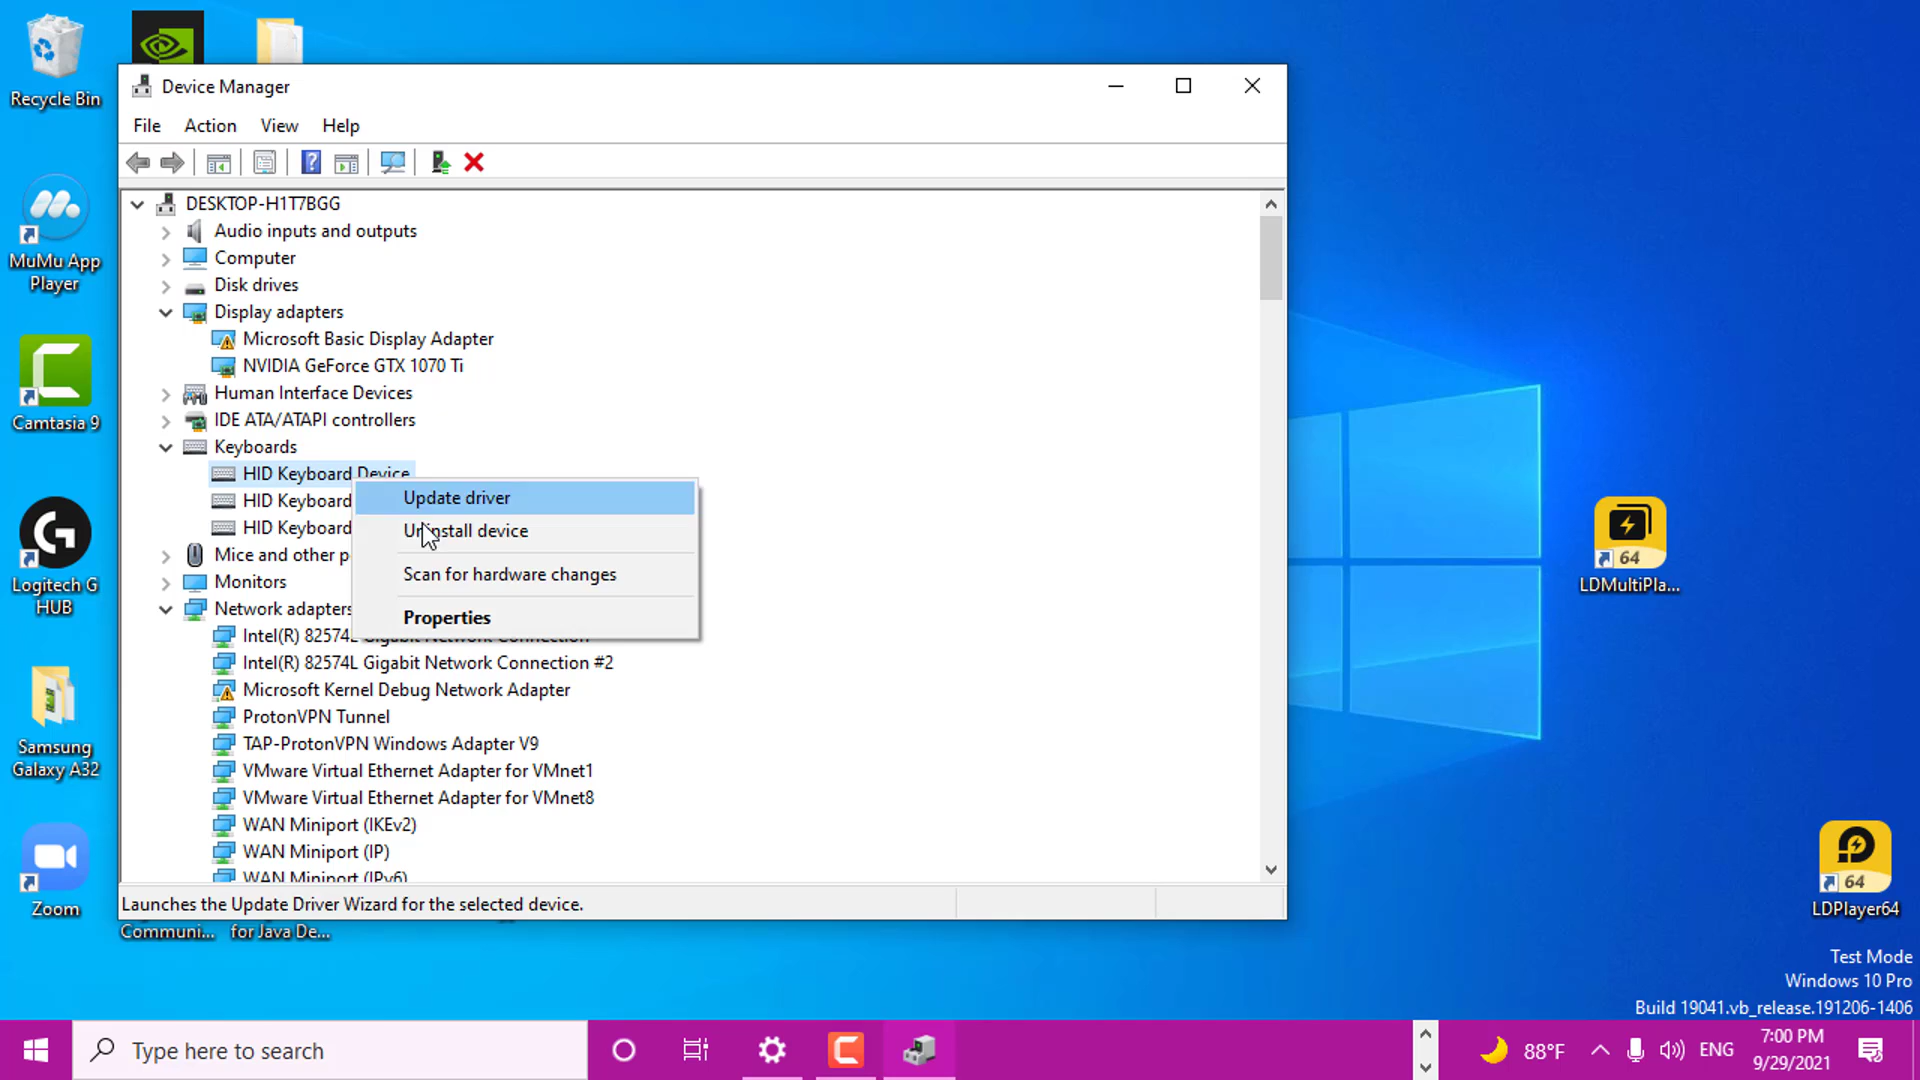 Recycle Bin
MuMu App
Player
Camtasia 9
Logitech G
HUB
Samsung
Galaxy A32
Zoom
Device Manager
File Action View Help
DESKTOP-H1T7BGG
Audio inputs and outputs
Computer
Disk drives
Display adapters
Microsoft Basic Display Adapter
NVIDIA GeForce GTX 1070 Ti
Human Interface Devices
IDE ATA/ATAPI controllers
Keyboards
HID Keyboard Device
HID Keyboard
HID Keyboard
Mice and other p
Monitors
Network adapters
Intel(R) 82574L Gigabit Network Connection
Intel(R) 82574L Gigabit Network Connection #2
Microsoft Kernel Debug Network Adapter
ProtonVPN Tunnel
TAP-ProtonVPN Windows Adapter V9
VMware Virtual Ethernet Adapter for VMnet1
VMware Virtual Ethernet Adapter for VMnet8
WAN Miniport (IKEv2)
WAN Miniport (IP)
WAN Miniport (IPv6)
Update driver
Uninstall device
Scan for hardware changes
Properties
Launches the Update Driver Wizard for the selected device.
Communi...
for Java De...
64
LDMultiPla...
64
LDPlayer64
Test Mode
Windows 10 Pro
Build 19041.vb_release.191206-1406
Type here to search
88°F
ENG
7:00 PM
9/29/2021